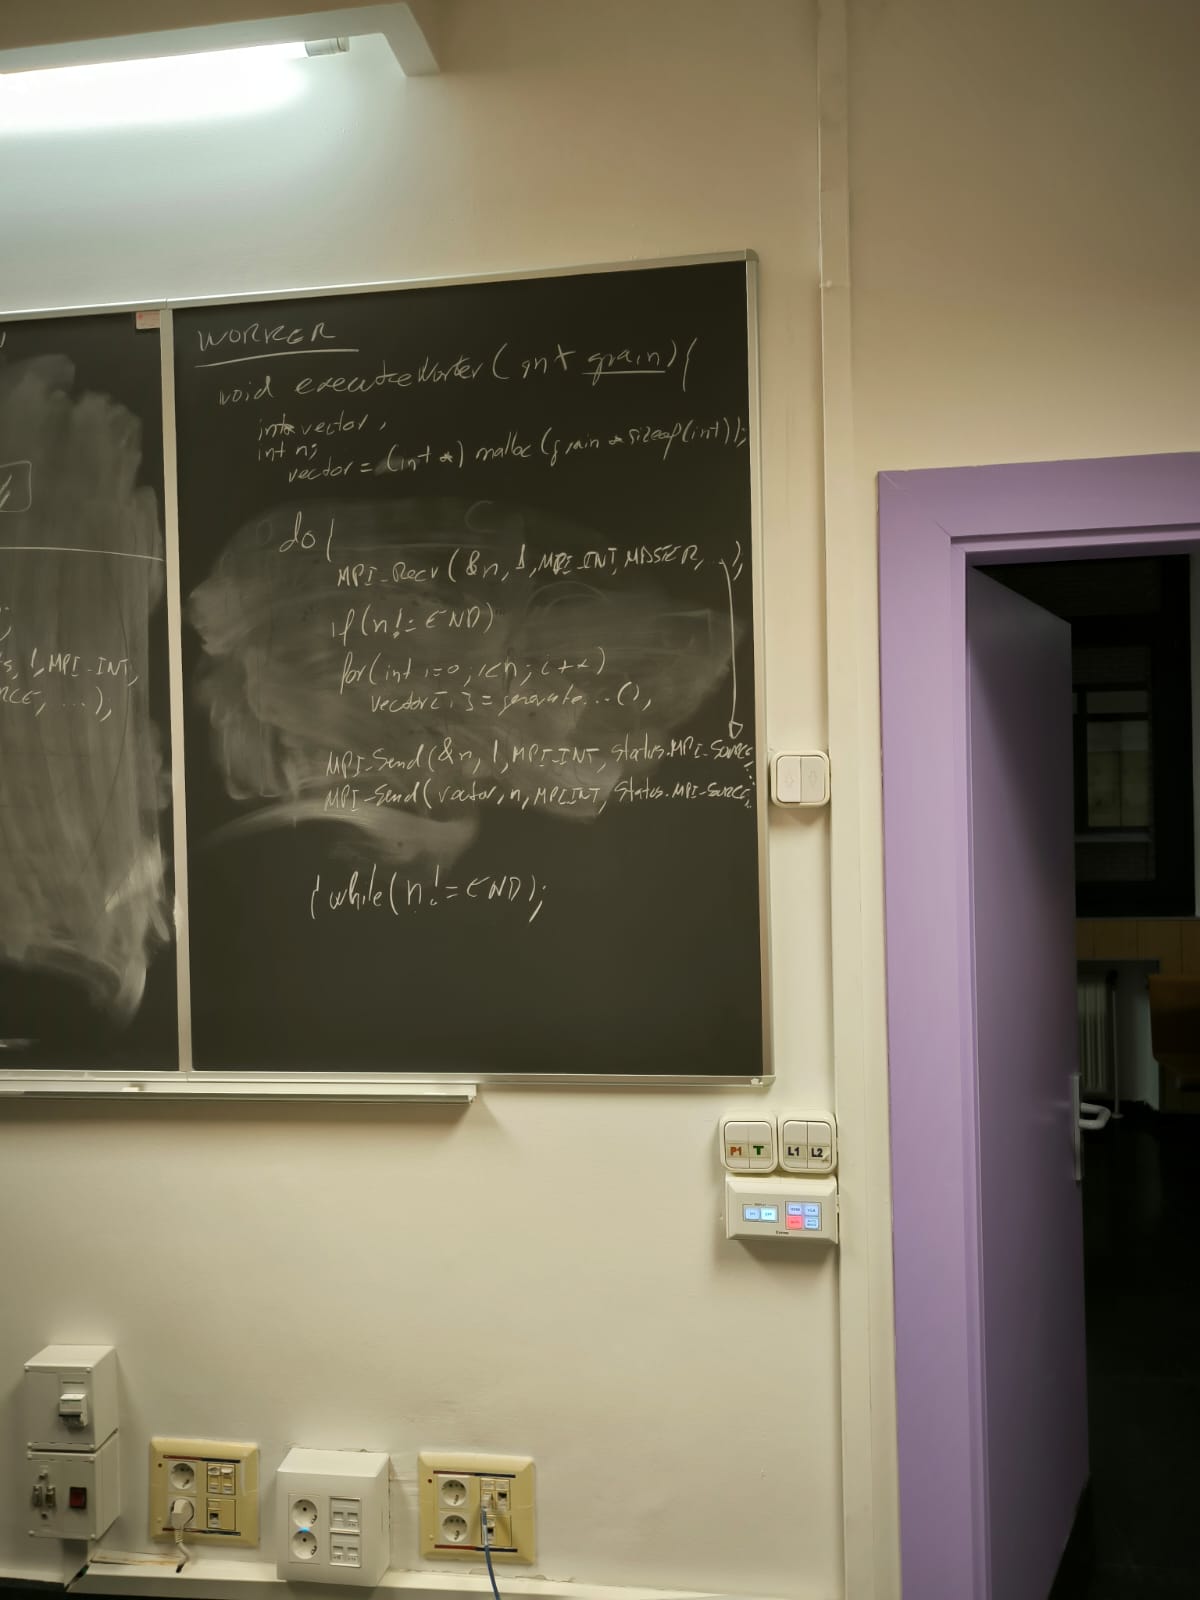 WORKER
void executeWorker(int grain){
int* vector,
int n;
vector = (int *) malloc(grain * sizeof(int));
do{
MPI_Recv(&n, 1, MPI_INT, MASTER, ...),
if(n!= END)
for(int i=0; i<n; i++)
vector[i] = generate...(),
MPI_Send(&n, 1, MPI_INT, status.MPI_SOURCE, ...
MPI_Send(vector, n, MPI_INT, status.MPI_SOURCE, ...
} while(n!= END);
s, 1, MPI_INT,
RCE, ...),
P1 T L1 L2